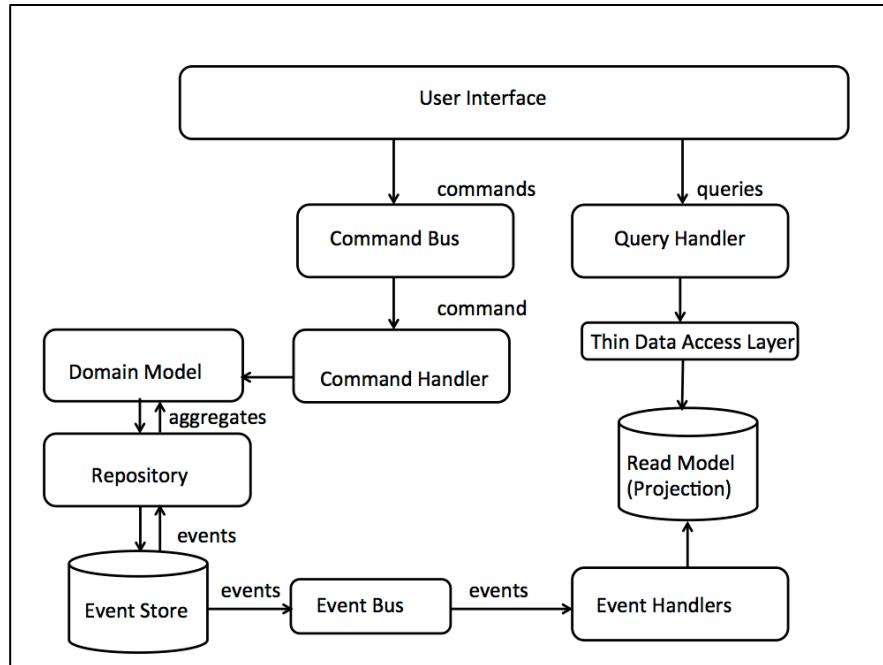 User Interface
commands
queries
Command Bus
Query Handler
command
Thin Data Access Layer
Domain Model
Command Handler
aggregates
Read Model
(Projection)
Repository
events
events
events
Event Store
Event Bus
Event Handlers